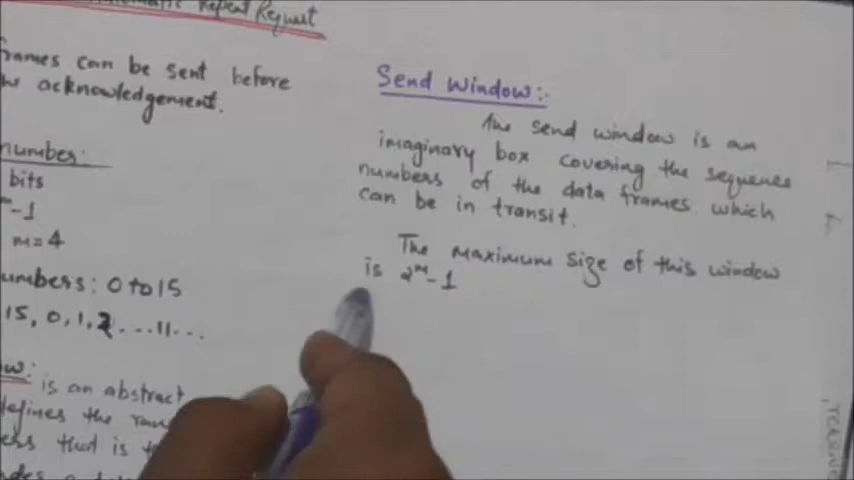 Repeat Request
frames can be sent before
acknowledgement.
number:
bits
-1
m=4
numbers: 0 to 15
15, 0, 1, 2 ....11...
is an abstract
defines the
that is
Send Window:-
The send window is an
imaginary box covering the sequence
numbers of the data frames which
can be in transit.
The maximum size of this window
is 2^m-1